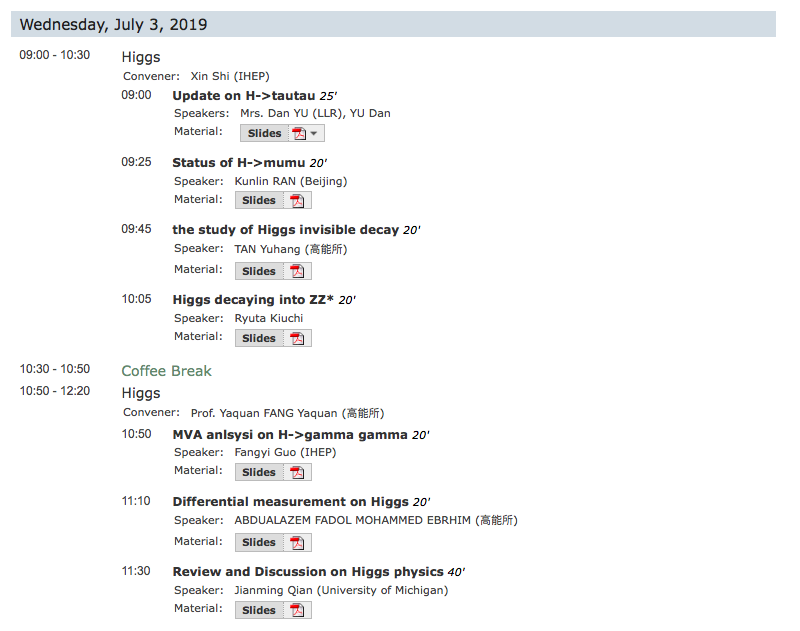 Wednesday, July 3, 2019
09:00 - 10:30 Higgs
Convener: Xin Shi (IHEP)
09:00 Update on H->tautau 25'
Speakers: Mrs. Dan YU (LLR), YU Dan
Material: Slides
09:25 Status of H->mumu 20'
Speaker: Kunlin RAN (Beijing)
Material: Slides
09:45 the study of Higgs invisible decay 20'
Speaker: TAN Yuhang (高能所)
Material: Slides
10:05 Higgs decaying into ZZ* 20'
Speaker: Ryuta Kiuchi
Material: Slides
10:30 - 10:50 Coffee Break
10:50 - 12:20 Higgs
Convener: Prof. Yaquan FANG Yaquan (高能所)
10:50 MVA anlsysi on H->gamma gamma 20'
Speaker: Fangyi Guo (IHEP)
Material: Slides
11:10 Differential measurement on Higgs 20'
Speaker: ABDUALAZEM FADOL MOHAMMED EBRHIM (高能所)
Material: Slides
11:30 Review and Discussion on Higgs physics 40'
Speaker: Jianming Qian (University of Michigan)
Material: Slides